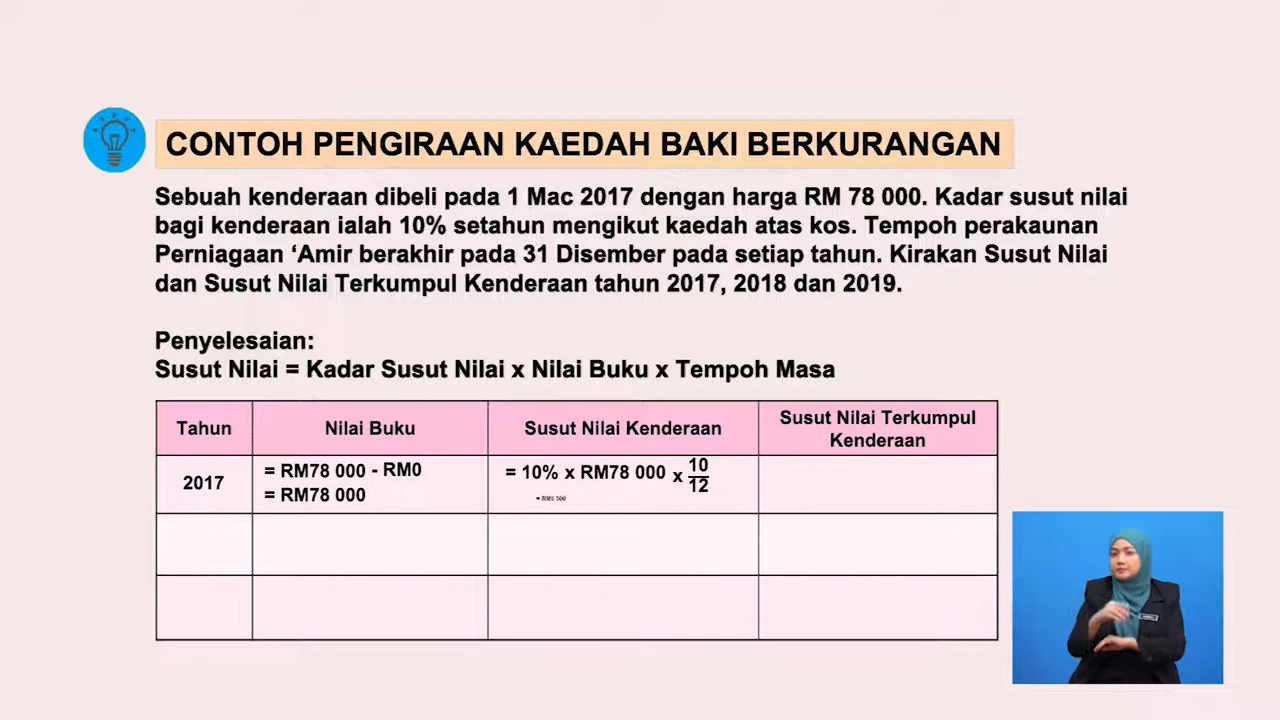 CONTOH PENGIRAAN KAEDAH BAKI BERKURANGAN
Sebuah kenderaan dibeli pada 1 Mac 2017 dengan harga RM 78 000. Kadar susut nilai
bagi kenderaan ialah 10% setahun mengikut kaedah atas kos. Tempoh perakaunan
Perniagaan ‘Amir berakhir pada 31 Disember pada setiap tahun. Kirakan Susut Nilai
dan Susut Nilai Terkumpul Kenderaan tahun 2017, 2018 dan 2019.
Penyelesaian:
Susut Nilai = Kadar Susut Nilai x Nilai Buku x Tempoh Masa
Tahun
Nilai Buku
Susut Nilai Kenderaan
Susut Nilai Terkumpul
Kenderaan
2017
= RM78 000 - RM0
= RM78 000
= 10% x RM78 000 x 10/12